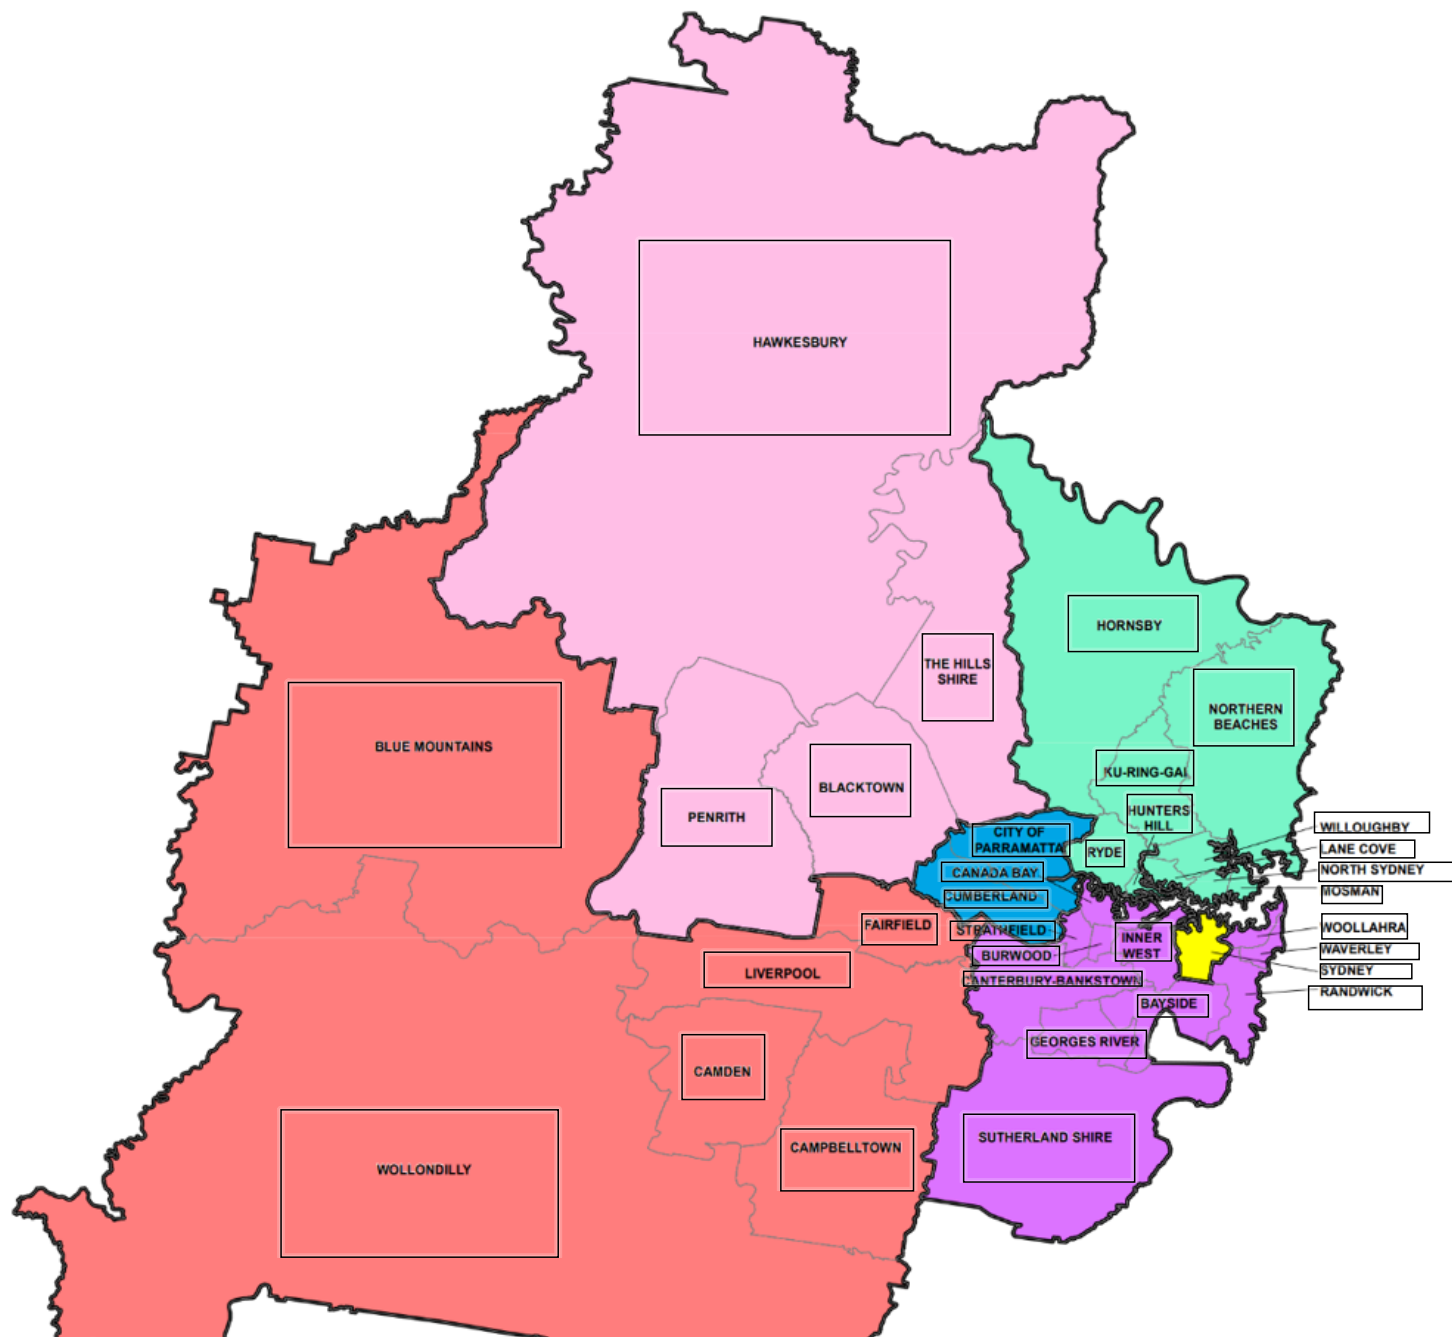 HAWKESBURY
HORNSBY
THE HILLS
SHIRE
NORTHERN
BEACHES
BLUE MOUNTAINS
KU-RING-GAI
BLACKTOWN
PENRITH
HUNTERS
HILL
WILLOUGHBY
CITY OF
PARRAMATTA
RYDE
LANE COVE
CANADA BAY
NORTH SYDNEY
CUMBERLAND
MOSMAN
FAIRFIELD
STRATHFIELD
INNER
WEST
WOOLLAHRA
BURWOOD
WAVERLEY
LIVERPOOL
SYDNEY
CANTERBURY-BANKSTOWN
RANDWICK
BAYSIDE
GEORGES RIVER
CAMDEN
SUTHERLAND SHIRE
CAMPBELLTOWN
WOLLONDILLY